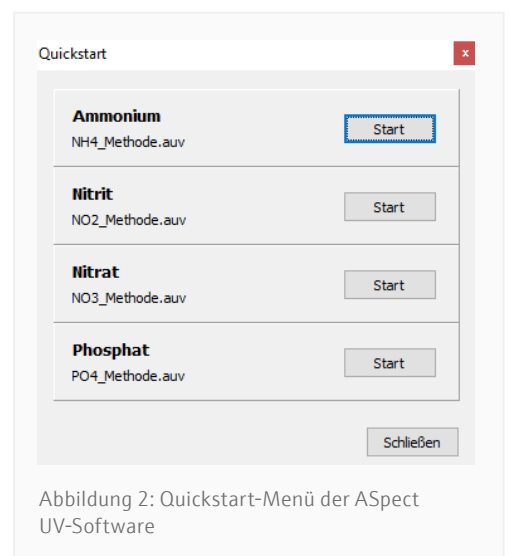 Quickstart
x
Ammonium
NH4_Methode.auv
Start
Nitrit
NO2_Methode.auv
Start
Nitrat
NO3_Methode.auv
Start
Phosphat
PO4_Methode.auv
Start
Schließen
Abbildung 2: Quickstart-Menü der ASpect
UV-Software